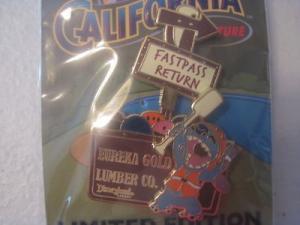 CALIFORNIA
FASTPASS
RETURN
EUREKA GOLD
LUMBER CO.
LIMITED EDITION